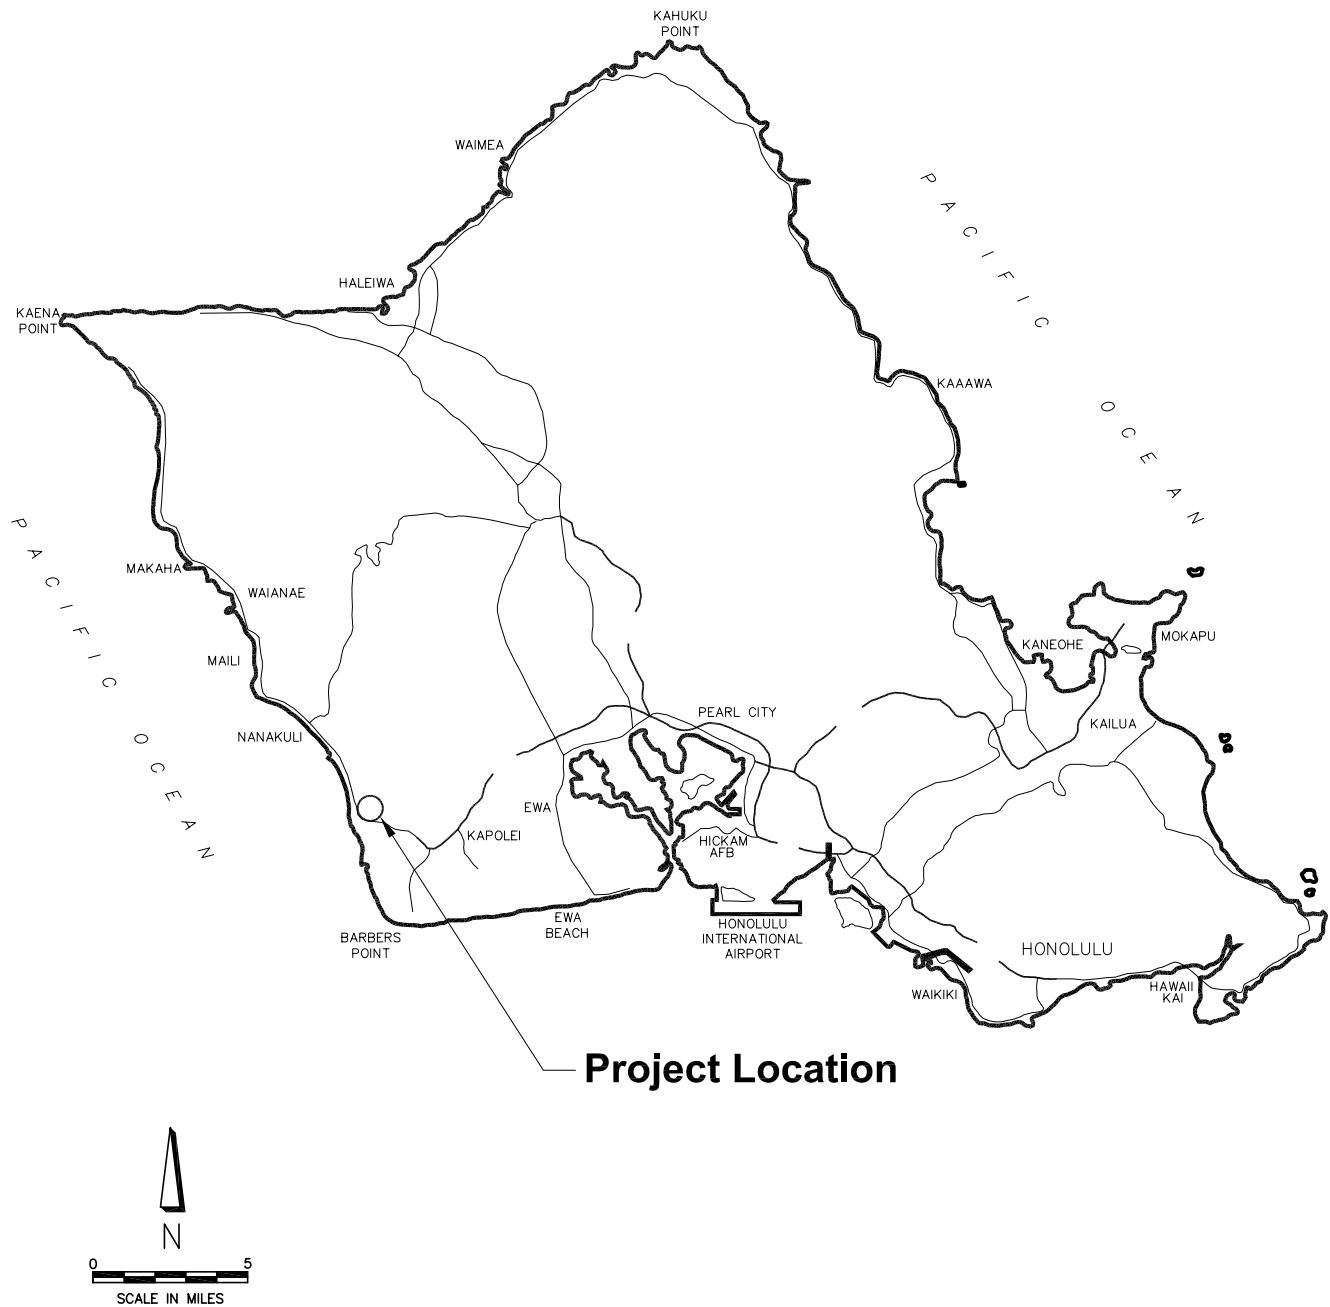 KAHUKU
POINT
WAIMEA
PACIFIC OCEAN
HALEIWA
KAENA
POINT
KAAAWA
PACIFIC OCEAN
MAKAHA
WAIANAE
MAILI
NANAKULI
KANEOHE
MOKAPU
KAILUA
PEARL CITY
EWA
KAPOLEI
HICKAM
AFB
BARBERS
POINT
EWA
BEACH
HONOLULU
INTERNATIONAL
AIRPORT
HONOLULU
WAIKIKI
HAWAII
KAI
Project Location
N
0 5
SCALE IN MILES